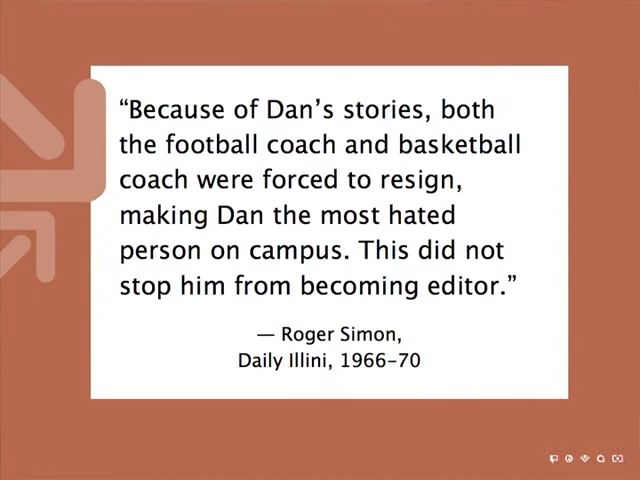 “Because of Dan’s stories, both
the football coach and basketball
coach were forced to resign,
making Dan the most hated
person on campus. This did not
stop him from becoming editor.”
— Roger Simon,
Daily Illini, 1966–70